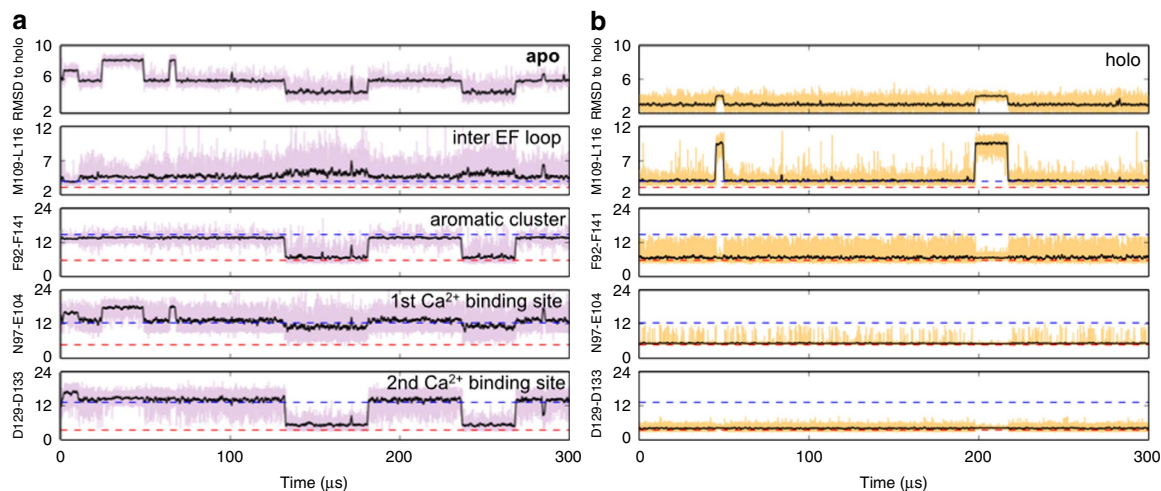 a
RMSD to holo
10
6
2
apo
M109-L116
12
7
2
inter EF loop
F92-F141
24
12
0
aromatic cluster
N97-E104
24
12
0
1st Ca²⁺ binding site
D129-D133
24
12
0
2nd Ca²⁺ binding site
0 100 200 300
Time (μs)
b
RMSD to holo
10
6
2
holo
M109-L116
12
7
2
F92-F141
24
12
0
N97-E104
24
12
0
D129-D133
24
12
0
0 100 200 300
Time (μs)